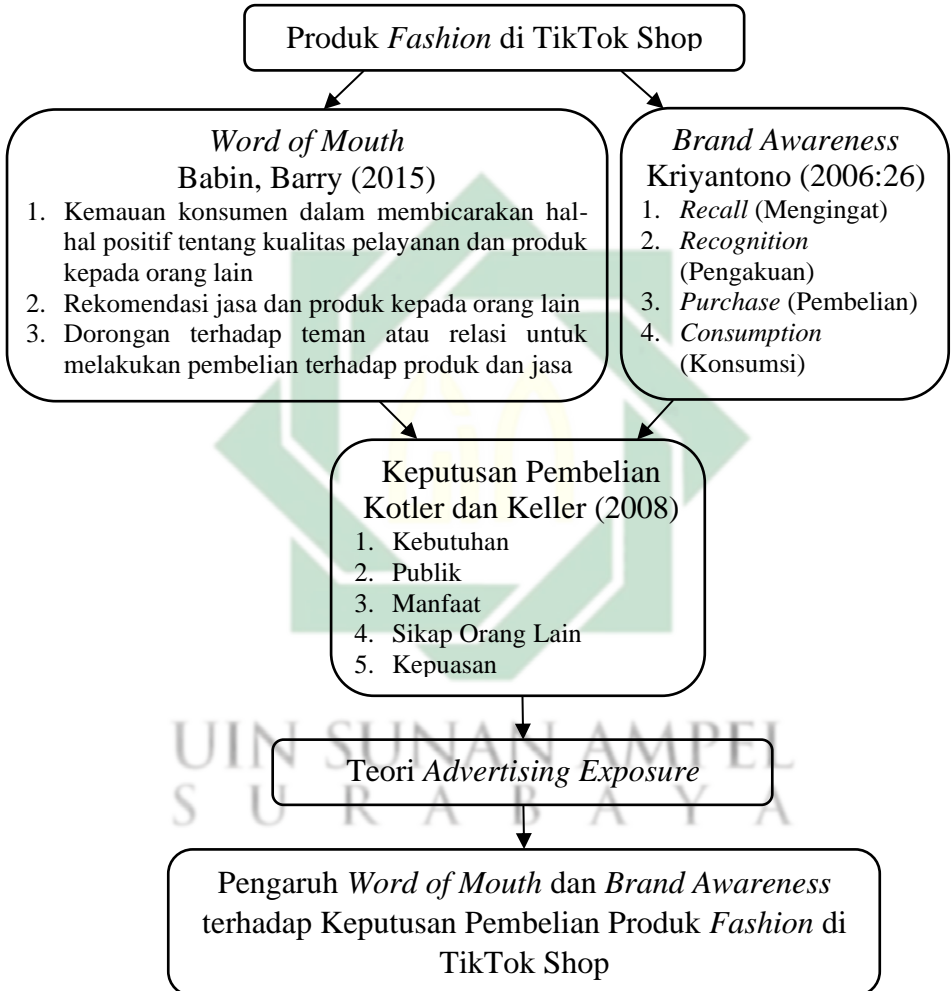 Produk Fashion di TikTok Shop
Word of Mouth
Babin, Barry (2015)
1. Kemauan konsumen dalam membicarakan hal-
hal positif tentang kualitas pelayanan dan produk
kepada orang lain
2. Rekomendasi jasa dan produk kepada orang lain
3. Dorongan terhadap teman atau relasi untuk
melakukan pembelian terhadap produk dan jasa
Brand Awareness
Kriyantono (2006:26)
1. Recall (Mengingat)
2. Recognition
(Pengakuan)
3. Purchase (Pembelian)
4. Consumption
(Konsumsi)
Keputusan Pembelian
Kotler dan Keller (2008)
1. Kebutuhan
2. Publik
3. Manfaat
4. Sikap Orang Lain
5. Kepuasan
UIN SUNAN AMPEL
Teori Advertising Exposure
SURABAYA
Pengaruh Word of Mouth dan Brand Awareness
terhadap Keputusan Pembelian Produk Fashion di
TikTok Shop